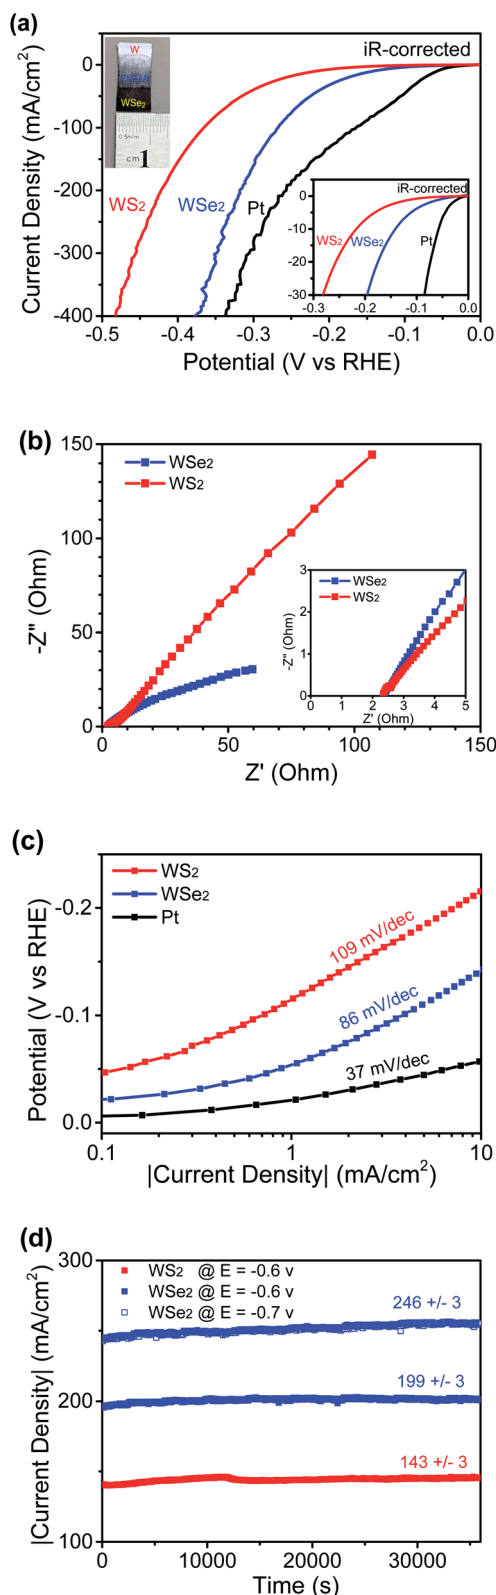 (a)
iR-corrected
W
WSe₂
0.5m/m
cm 1
WS₂
WSe₂
Pt
iR-corrected
WS₂
WSe₂
Pt
0
-10
-20
-30
-0.3 -0.2 -0.1 0.0
0
-100
-200
-300
-400
Current Density (mA/cm²)
-0.5 -0.4 -0.3 -0.2 -0.1 0.0
Potential (V vs RHE)
(b)
WSe₂
WS₂
150
100
50
0
-Z" (Ohm)
WSe₂
WS₂
3
2
1
0
-Z" (Ohm)
0 1 2 3 4 5
Z' (Ohm)
0 50 100 150
Z' (Ohm)
(c)
WS₂
WSe₂
Pt
109 mV/dec
86 mV/dec
37 mV/dec
-0.2
-0.1
0.0
Potential (V vs RHE)
0.1 1 10
|Current Density| (mA/cm²)
(d)
WS₂ @ E = -0.6 v
WSe₂ @ E = -0.6 v
WSe₂ @ E = -0.7 v
246 +/- 3
199 +/- 3
143 +/- 3
300
200
100
|Current Density| (mA/cm²)
0 10000 20000 30000
Time (s)